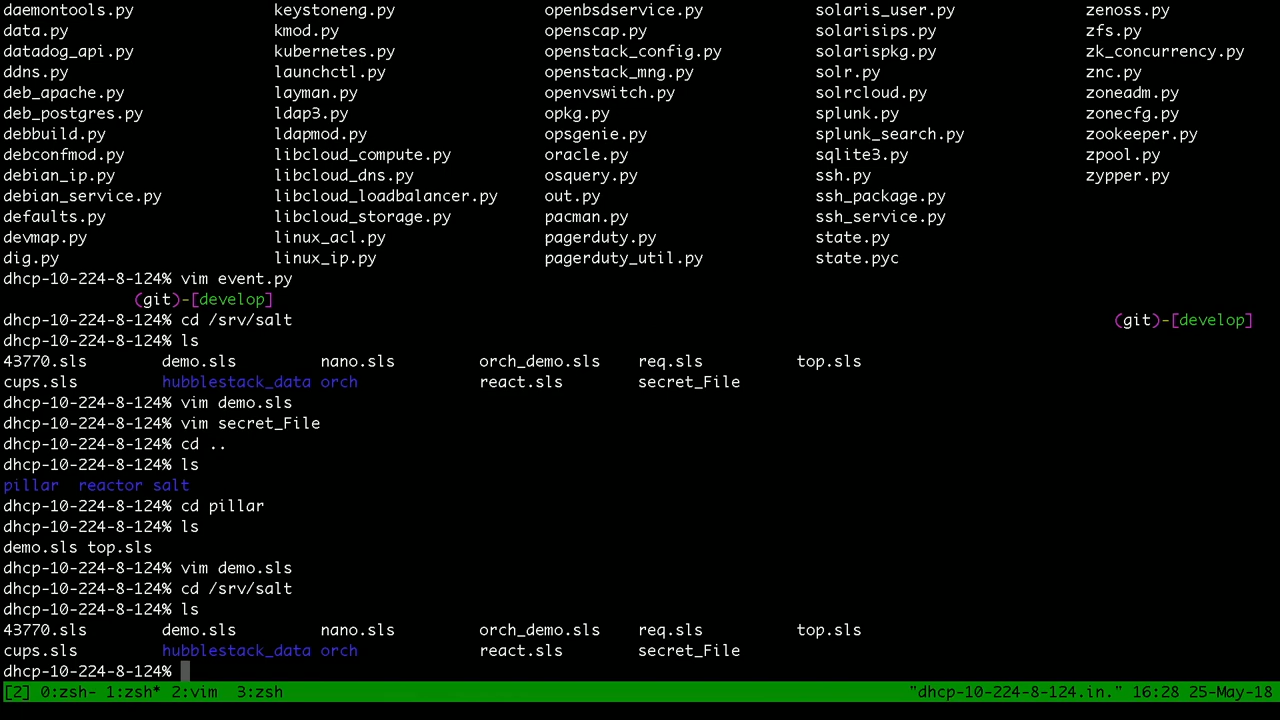 daemontools.py keystoneng.py openbsdservice.py solaris_user.py zenoss.py
data.py kmod.py openscap.py solarisips.py zfs.py
datadog_api.py kubernetes.py openstack_config.py solarispkg.py zk_concurrency.py
ddns.py launchctl.py openstack_mng.py solr.py znc.py
deb_apache.py layman.py openvswitch.py solrcloud.py zoneadm.py
deb_postgres.py ldap3.py opkg.py splunk.py zonecfg.py
debbuild.py ldapmod.py opsgenie.py splunk_search.py zookeeper.py
debconfmod.py libcloud_compute.py oracle.py sqlite3.py zpool.py
debian_ip.py libcloud_dns.py osquery.py ssh.py zypper.py
debian_service.py libcloud_loadbalancer.py out.py ssh_package.py
defaults.py libcloud_storage.py pacman.py ssh_service.py
devmap.py linux_acl.py pagerduty.py state.py
dig.py linux_ip.py pagerduty_util.py state.pyc
dhcp-10-224-8-124% vim event.py
(git)-[develop]
dhcp-10-224-8-124% cd /srv/salt (git)-[develop]
dhcp-10-224-8-124% ls
43770.sls demo.sls nano.sls orch_demo.sls req.sls top.sls
cups.sls hubblestack_data orch react.sls secret_File
dhcp-10-224-8-124% vim demo.sls
dhcp-10-224-8-124% vim secret_File
dhcp-10-224-8-124% cd ..
dhcp-10-224-8-124% ls
pillar reactor salt
dhcp-10-224-8-124% cd pillar
dhcp-10-224-8-124% ls
demo.sls top.sls
dhcp-10-224-8-124% vim demo.sls
dhcp-10-224-8-124% cd /srv/salt
dhcp-10-224-8-124% ls
43770.sls demo.sls nano.sls orch_demo.sls req.sls top.sls
cups.sls hubblestack_data orch react.sls secret_File
dhcp-10-224-8-124%
[2] 0:zsh- 1:zsh* 2:vim 3:zsh "dhcp-10-224-8-124.in." 16:28 25-May-18